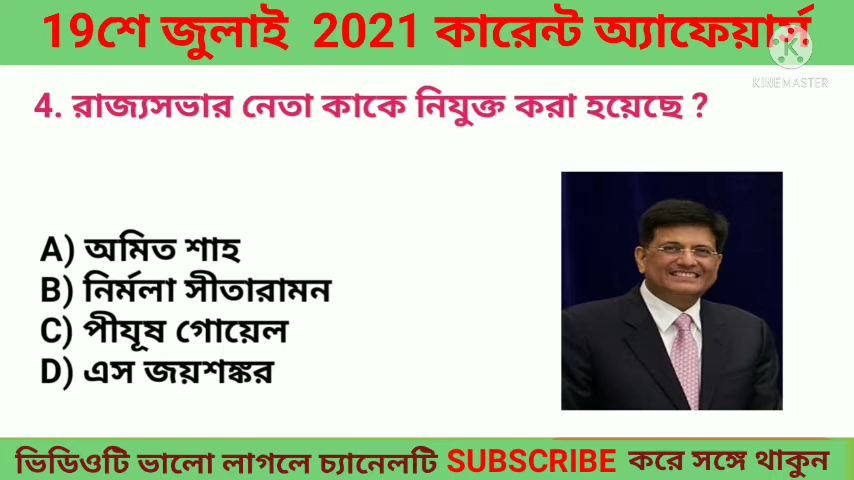 19শে জুলাই 2021 কারেন্ট অ্যাফেয়ার্স
KINEMASTER
4. রাজ্যসভার নেতা কাকে নিযুক্ত করা হয়েছে ?
A) অমিত শাহ
B) নির্মলা সীতারামন
C) পীযূষ গোয়েল
D) এস জয়শঙ্কর
ভিডিওটি ভালো লাগলে চ্যানেলটি SUBSCRIBE করে সঙ্গে থাকুন